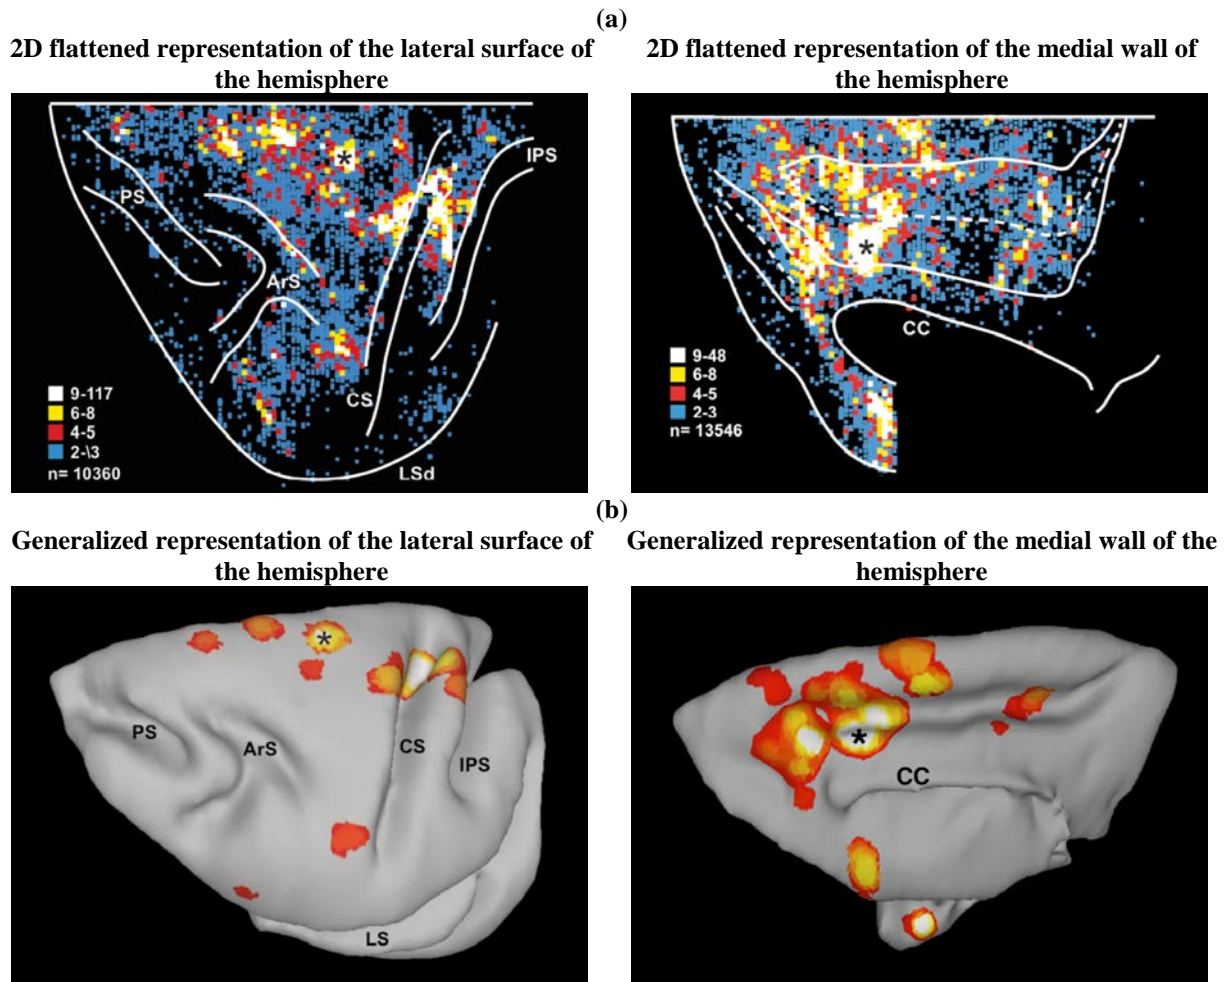 (a)
2D flattened representation of the lateral surface of
the hemisphere
2D flattened representation of the medial wall of
the hemisphere
*
IPS
PS
ArS
CS
LSd
9-117
6-8
4-5
2-\3
n= 10360
*
CC
9-48
6-8
4-5
2-3
n= 13546
(b)
Generalized representation of the lateral surface of
the hemisphere
Generalized representation of the medial wall of the
hemisphere
*
PS
ArS
CS
IPS
LS
*
CC